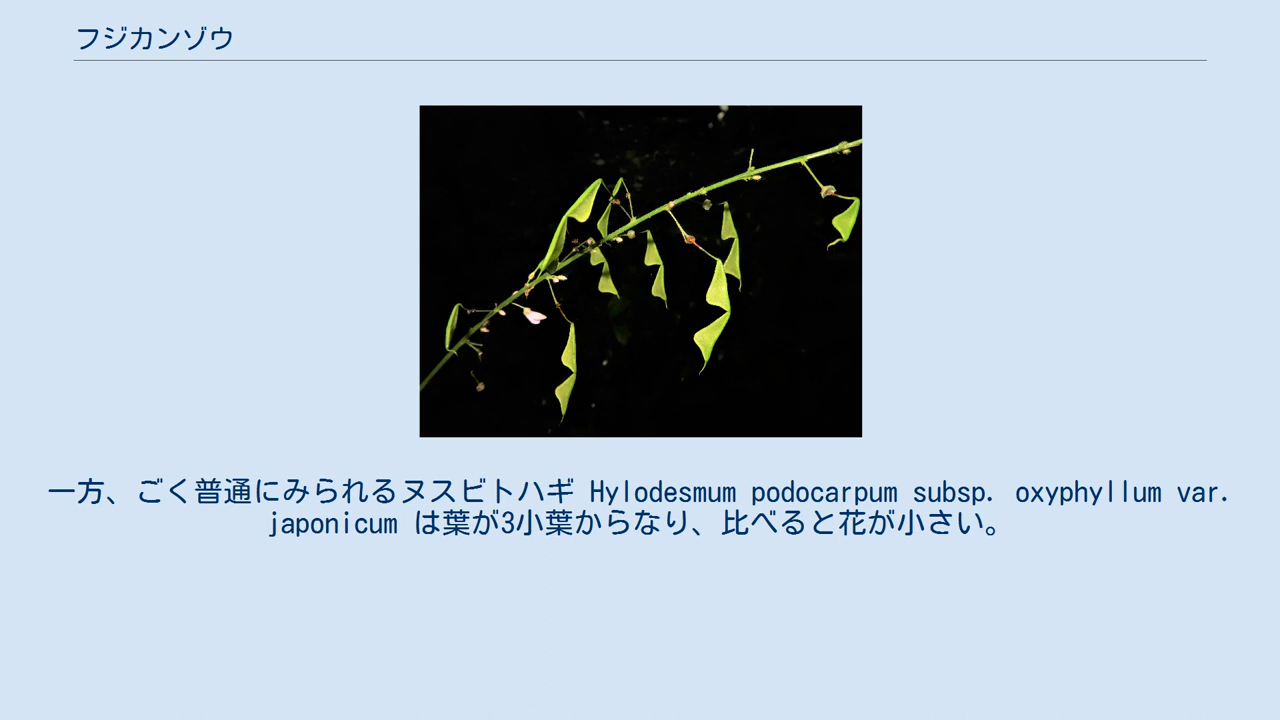 フジカンゾウ
一方、ごく普通にみられるヌスビトハギ Hylodesmum podocarpum subsp. oxyphyllum var.
japonicum は葉が3小葉からなり、比べると花が小さい。